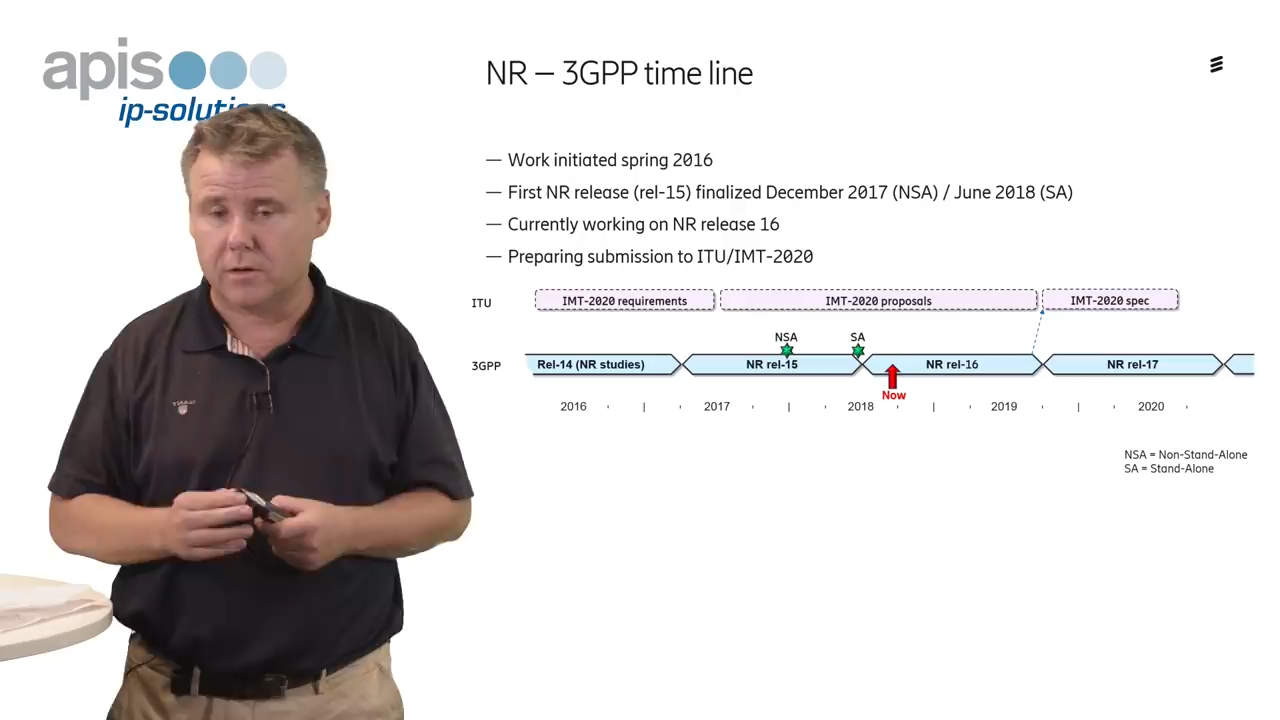 apis
ip-solutions
NR – 3GPP time line
— Work initiated spring 2016
— First NR release (rel-15) finalized December 2017 (NSA) / June 2018 (SA)
— Currently working on NR release 16
— Preparing submission to ITU/IMT-2020
ITU
IMT-2020 requirements
IMT-2020 proposals
IMT-2020 spec
NSA
SA
3GPP
Rel-14 (NR studies)
NR rel-15
NR rel-16
NR rel-17
Now
2016
2017
2018
2019
2020
NSA = Non-Stand-Alone
SA = Stand-Alone
GANT